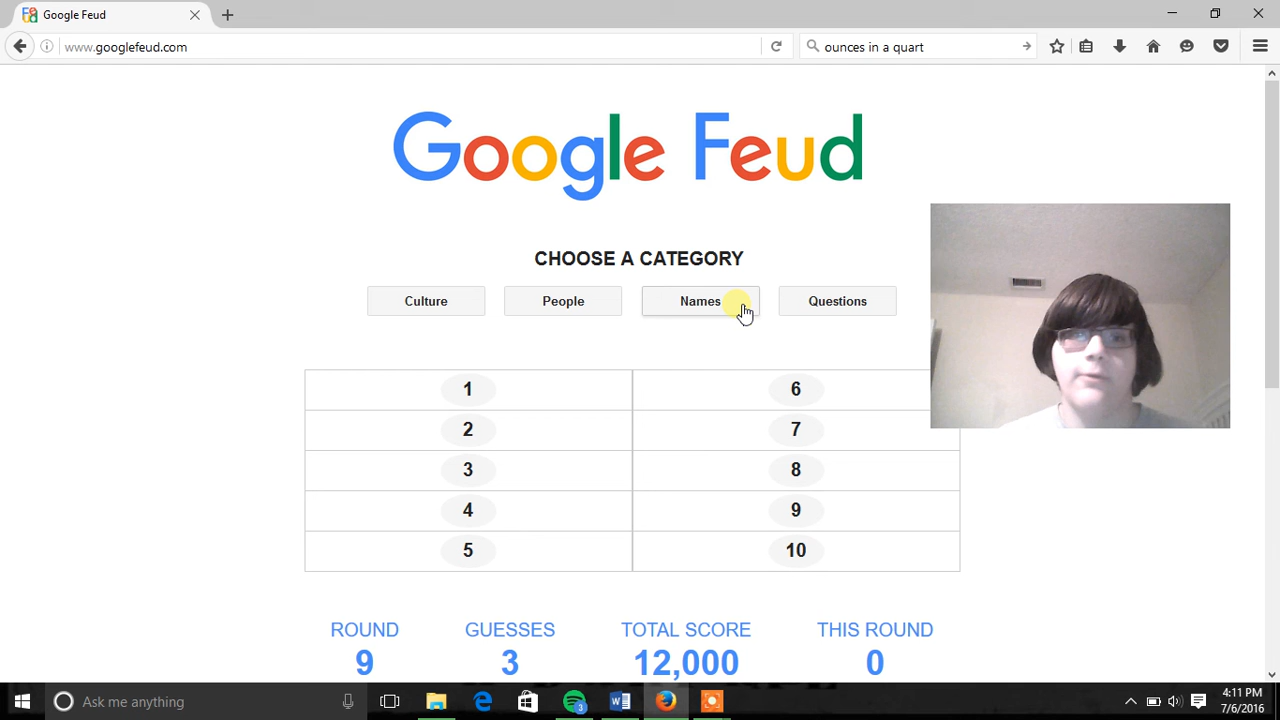 Google Feud
www.googlefeud.com
ounces in a quart
Google Feud
CHOOSE A CATEGORY
Culture People Names Questions
1 6
2 7
3 8
4 9
5 10
ROUND GUESSES TOTAL SCORE THIS ROUND
9 3 12,000 0
Ask me anything
3
4:11 PM
7/6/2016